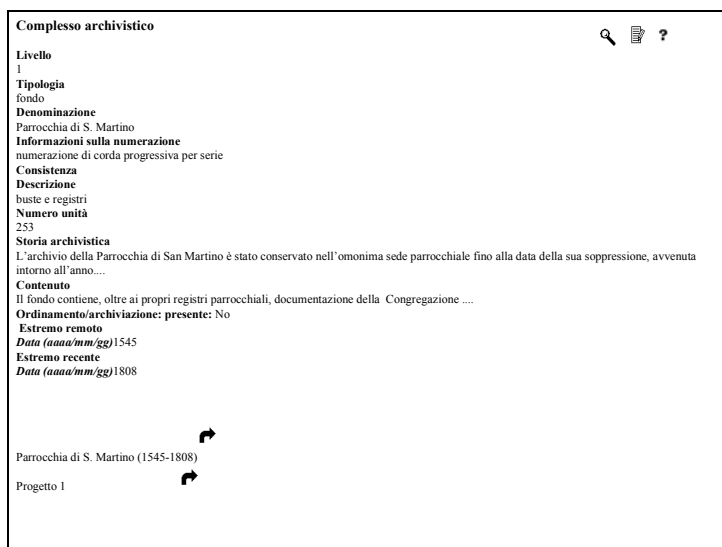 Complesso archivistico
?
Livello
1
Tipologia
fondo
Denominazione
Parrocchia di S. Martino
Informazioni sulla numerazione
numerazione di corda progressiva per serie
Consistenza
Descrizione
buste e registri
Numero unità
253
Storia archivistica
L'archivio della Parrocchia di San Martino è stato conservato nell'omonima sede parrocchiale fino alla data della sua soppressione, avvenuta
intorno all'anno....
Contenuto
Il fondo contiene, oltre ai propri registri parrocchiali, documentazione della Congregazione ....
Ordinamento/archiviazione: presente: No
Estremo remoto
Data (aaaa/mm/gg)1545
Estremo recente
Data (aaaa/mm/gg)1808
Parrocchia di S. Martino (1545-1808)
Progetto 1